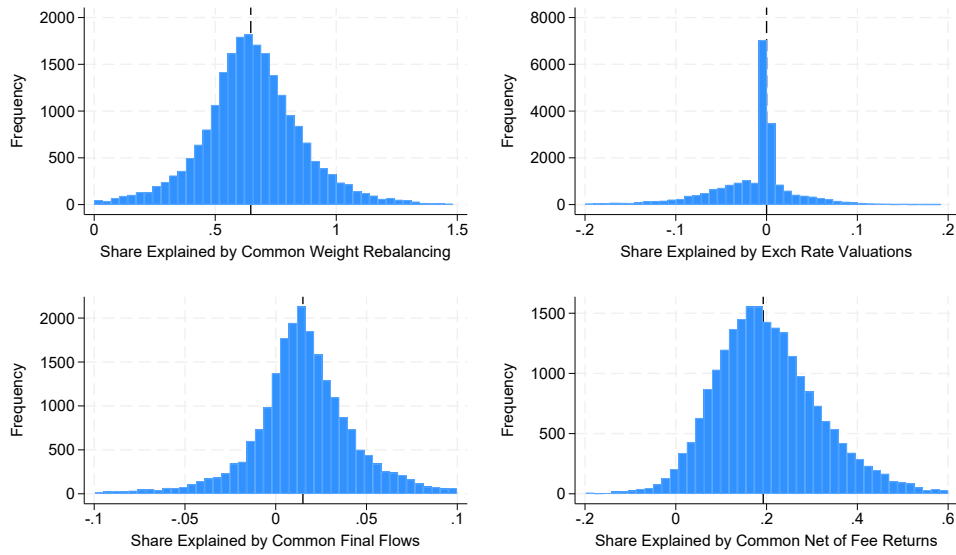 2000
1500
1000
500
0
Frequency
0 .5 1 1.5
Share Explained by Common Weight Rebalancing
8000
6000
4000
2000
0
Frequency
-.2 -.1 0 .1 .2
Share Explained by Exch Rate Valuations
2000
1500
1000
500
0
Frequency
-.1 -.05 0 .05 .1
Share Explained by Common Final Flows
1500
1000
500
0
Frequency
-.2 0 .2 .4 .6
Share Explained by Common Net of Fee Returns